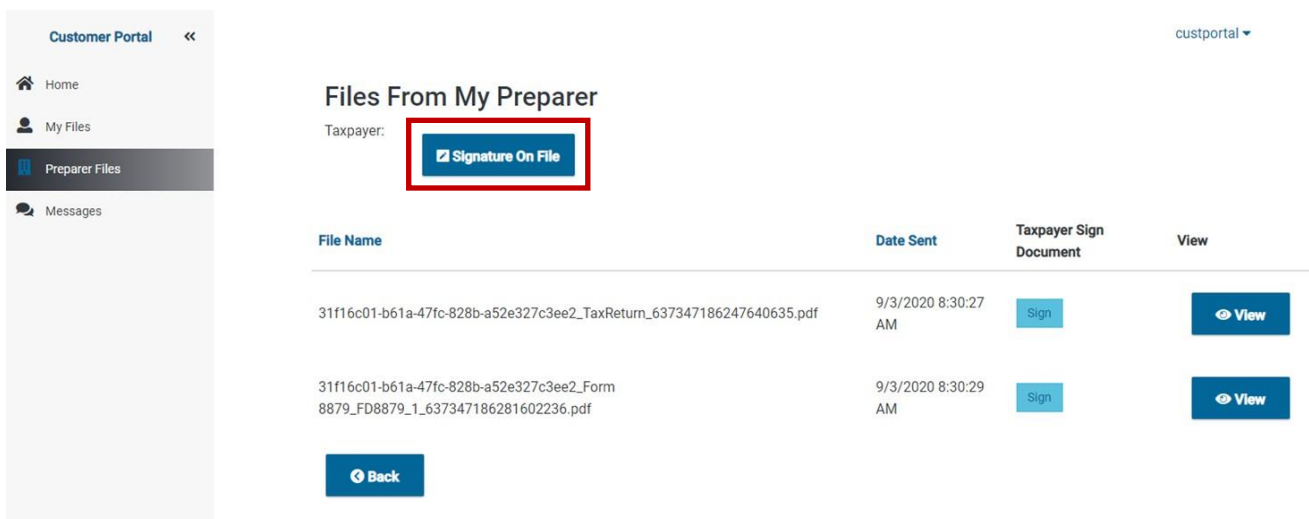 Customer Portal
custportal
Home
My Files
Preparer Files
Messages
Files From My Preparer
Taxpayer:
Signature On File
File Name
Date Sent
Taxpayer Sign
Document
View
31f16c01-b61a-47fc-828b-a52e327c3ee2_TaxReturn_637347186247640635.pdf
9/3/2020 8:30:27
AM
Sign
View
31f16c01-b61a-47fc-828b-a52e327c3ee2_Form
8879_FD8879_1_637347186281602236.pdf
9/3/2020 8:30:29
AM
Sign
View
Back